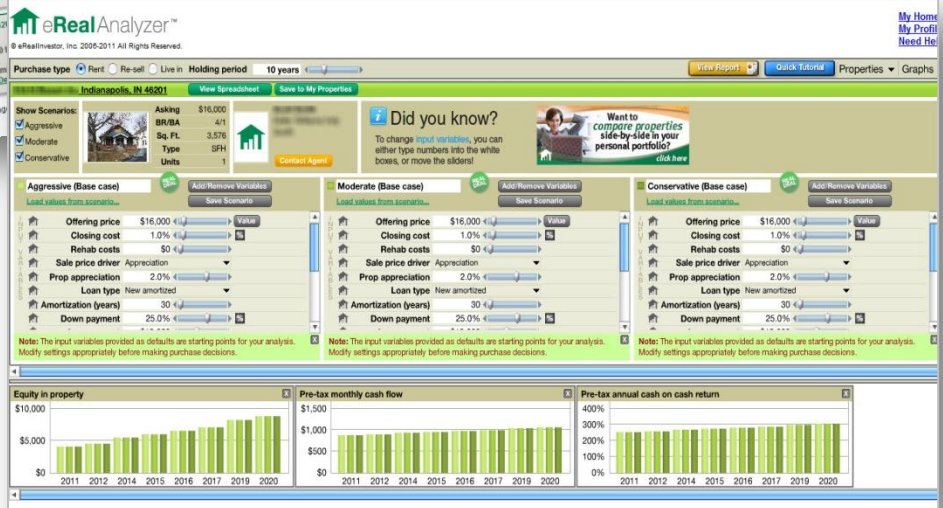 eRealAnalyzer™
© eRealInvestor, Inc. 2006-2011 All Rights Reserved.
My Home
My Profil
Need Hel
Purchase type Rent Re-sell Live in Holding period 10 years View Report Quick Tutorial Properties Graphs
Indianapolis, IN 46201 View Spreadsheet Save to My Properties
Show Scenarios:
Aggressive
Moderate
Conservative
Asking $16,000
BR/BA 4/1
Sq. Ft. 3,576
Type SFH
Units 1
Contact Agent
i Did you know?
To change input variables, you can
either type numbers into the white
boxes, or move the sliders!
Want to
compare properties
side-by-side in your
personal portfolio?
click here
Aggressive (Base case) REAL DEAL Add/Remove Variables
Load values from scenario... Save Scenario
INPUT VARIABLES
Offering price $16,000 Value
Closing cost 1.0% %
Rehab costs $0
Sale price driver Appreciation
Prop appreciation 2.0%
Loan type New amortized
Amortization (years) 30
Down payment 25.0% %
Note: The input variables provided as defaults are starting points for your analysis.
Modify settings appropriately before making purchase decisions.
Moderate (Base case) REAL DEAL Add/Remove Variables
Load values from scenario... Save Scenario
Offering price $16,000 Value
Closing cost 1.0% %
Rehab costs $0
Sale price driver Appreciation
Prop appreciation 2.0%
Loan type New amortized
Amortization (years) 30
Down payment 25.0% %
Note: The input variables provided as defaults are starting points for your analysis.
Modify settings appropriately before making purchase decisions.
Conservative (Base case) REAL DEAL Add/Remove Variables
Load values from scenario... Save Scenario
Offering price $16,000 Value
Closing cost 1.0% %
Rehab costs $0
Sale price driver Appreciation
Prop appreciation 2.0%
Loan type New amortized
Amortization (years) 30
Down payment 25.0% %
Note: The input variables provided as defaults are starting points for your analysis.
Modify settings appropriately before making purchase decisions.
Equity in property
$10,000
$5,000
$0
2011 2012 2014 2015 2016 2017 2018 2019 2020
Pre-tax monthly cash flow
$1,500
$1,000
$500
$0
2011 2012 2014 2015 2016 2017 2018 2019 2020
Pre-tax annual cash on cash return
400%
300%
200%
100%
0%
2011 2012 2014 2015 2016 2017 2018 2019 2020